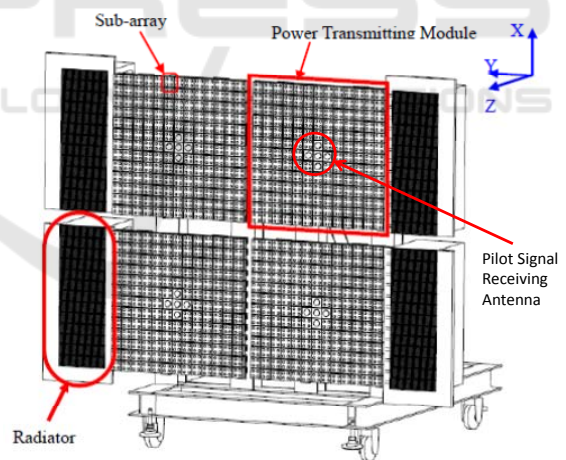 Sub-array
Power Transmitting Module
X
Y
Z
Pilot Signal
Receiving
Antenna
Radiator